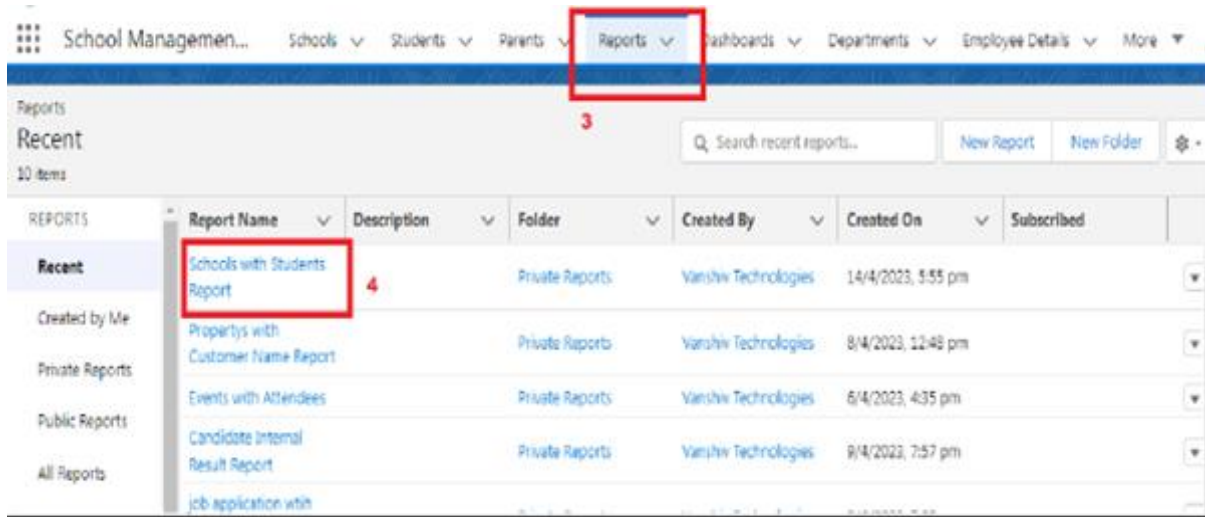 School Managemen... Schools Students Parents Reports Dashboards Departments Employee Details More
3
Reports
Recent
10 items
Search recent reports...
New Report
New Folder
REPORTS
Report Name Description Folder Created By Created On Subscribed
Recent
Schools with Students
Report
4
Private Reports
Vanshiv Technologies
14/4/2023, 5:55 pm
Created by Me
Propertys with
Customer Name Report
Private Reports
Vanshiv Technologies
8/4/2023, 12:48 pm
Private Reports
Events with Attendees
Private Reports
Vanshiv Technologies
6/4/2023, 4:35 pm
Public Reports
Candidate Internal
Result Report
Private Reports
Vanshiv Technologies
9/4/2023, 7:57 pm
All Reports
job application wtih